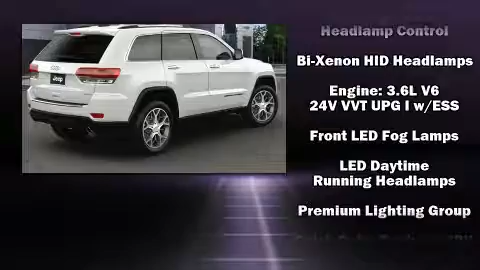 Headlamp Control
Bi-Xenon HID Headlamps
Engine: 3.6L V6
24V VVT UPG I w/ESS
Front LED Fog Lamps
LED Daytime
Running Headlamps
Premium Lighting Group
Jeep